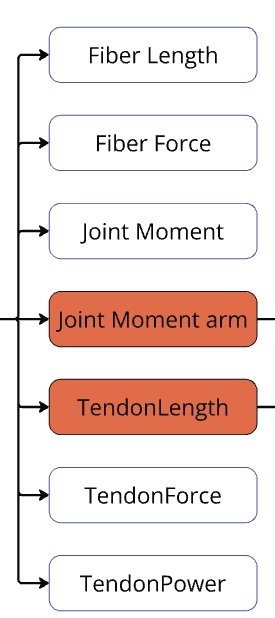 Fiber Length
Fiber Force
Joint Moment
Joint Moment arm
TendonLength
TendonForce
TendonPower